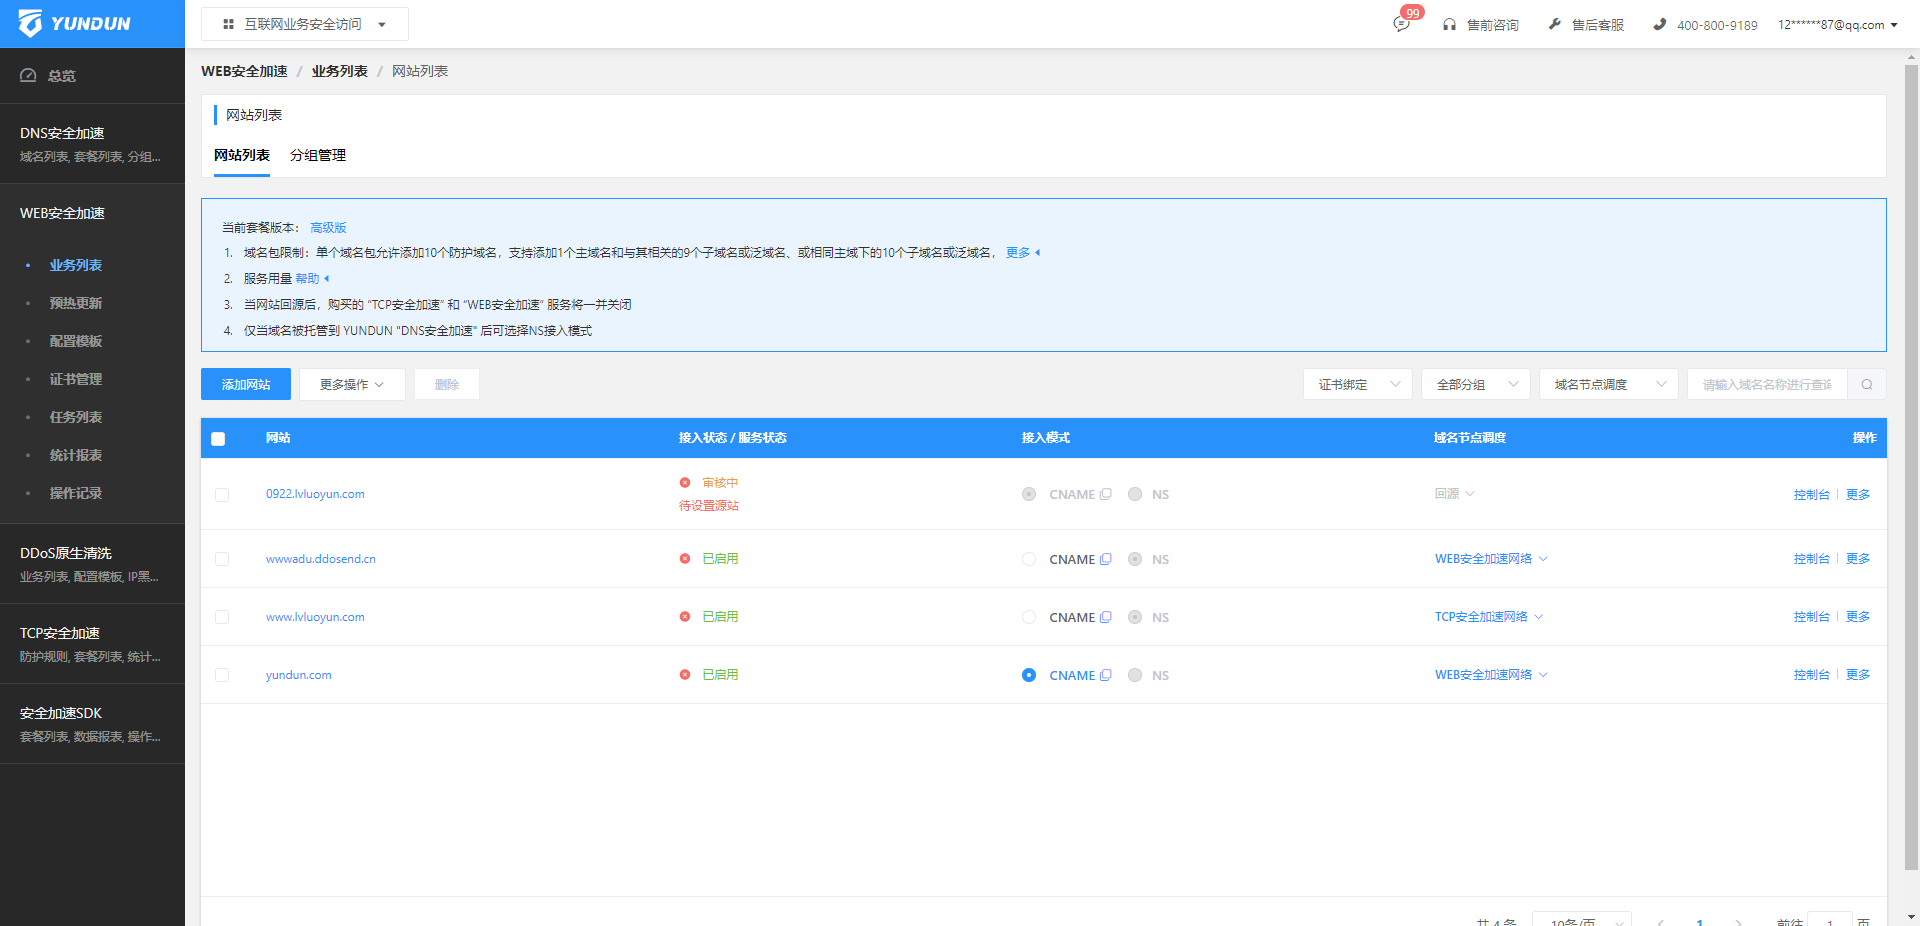 YUNDUN
互联网业务安全访问
99
售前咨询
售后客服
400-800-9189
12******87@qq.com
总览
DNS安全加速
域名列表, 套餐列表, 分组...
WEB安全加速
业务列表
预热更新
配置模板
证书管理
任务列表
统计报表
操作记录
DDoS原生清洗
业务列表, 配置模板, IP黑...
TCP安全加速
防护规则, 套餐列表, 统计...
安全加速SDK
套餐列表, 数据报表, 操作...
WEB安全加速 / 业务列表 / 网站列表
网站列表
网站列表 分组管理
当前套餐版本： 高级版
1. 域名包限制：单个域名包允许添加10个防护域名，支持添加1个主域名和与其相关的9个子域名或泛域名、或相同主域下的10个子域名或泛域名， 更多
2. 服务用量 帮助
3. 当网站回源后，购买的 “TCP安全加速” 和 “WEB安全加速” 服务将一并关闭
4. 仅当域名被托管到 YUNDUN "DNS安全加速" 后可选择NS接入模式
添加网站 更多操作 删除 证书绑定 全部分组 域名节点调度 请输入域名名称进行查询
网站 接入状态 / 服务状态 接入模式 域名节点调度 操作
0922.lvluoyun.com 审核中 CNAME NS 回源 控制台 更多
待设置源站
wwwadu.ddosend.cn 已启用 CNAME NS WEB安全加速网络 控制台 更多
www.lvluoyun.com 已启用 CNAME NS TCP安全加速网络 控制台 更多
yundun.com 已启用 CNAME NS WEB安全加速网络 控制台 更多
共 4 条 10条/页 1 前往 1 页